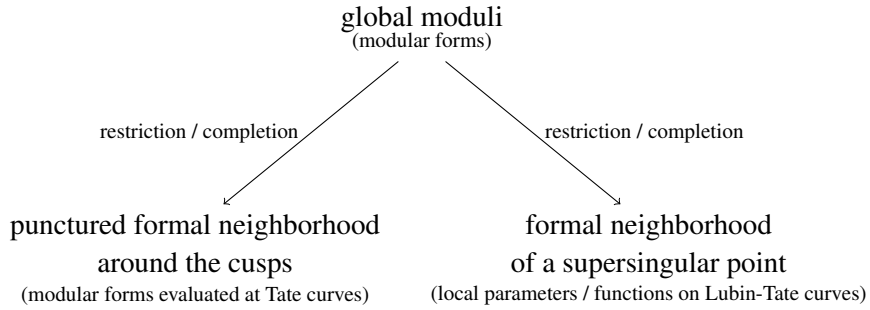 global moduli
(modular forms)
restriction / completion
restriction / completion
punctured formal neighborhood
around the cusps
(modular forms evaluated at Tate curves)
formal neighborhood
of a supersingular point
(local parameters / functions on Lubin-Tate curves)